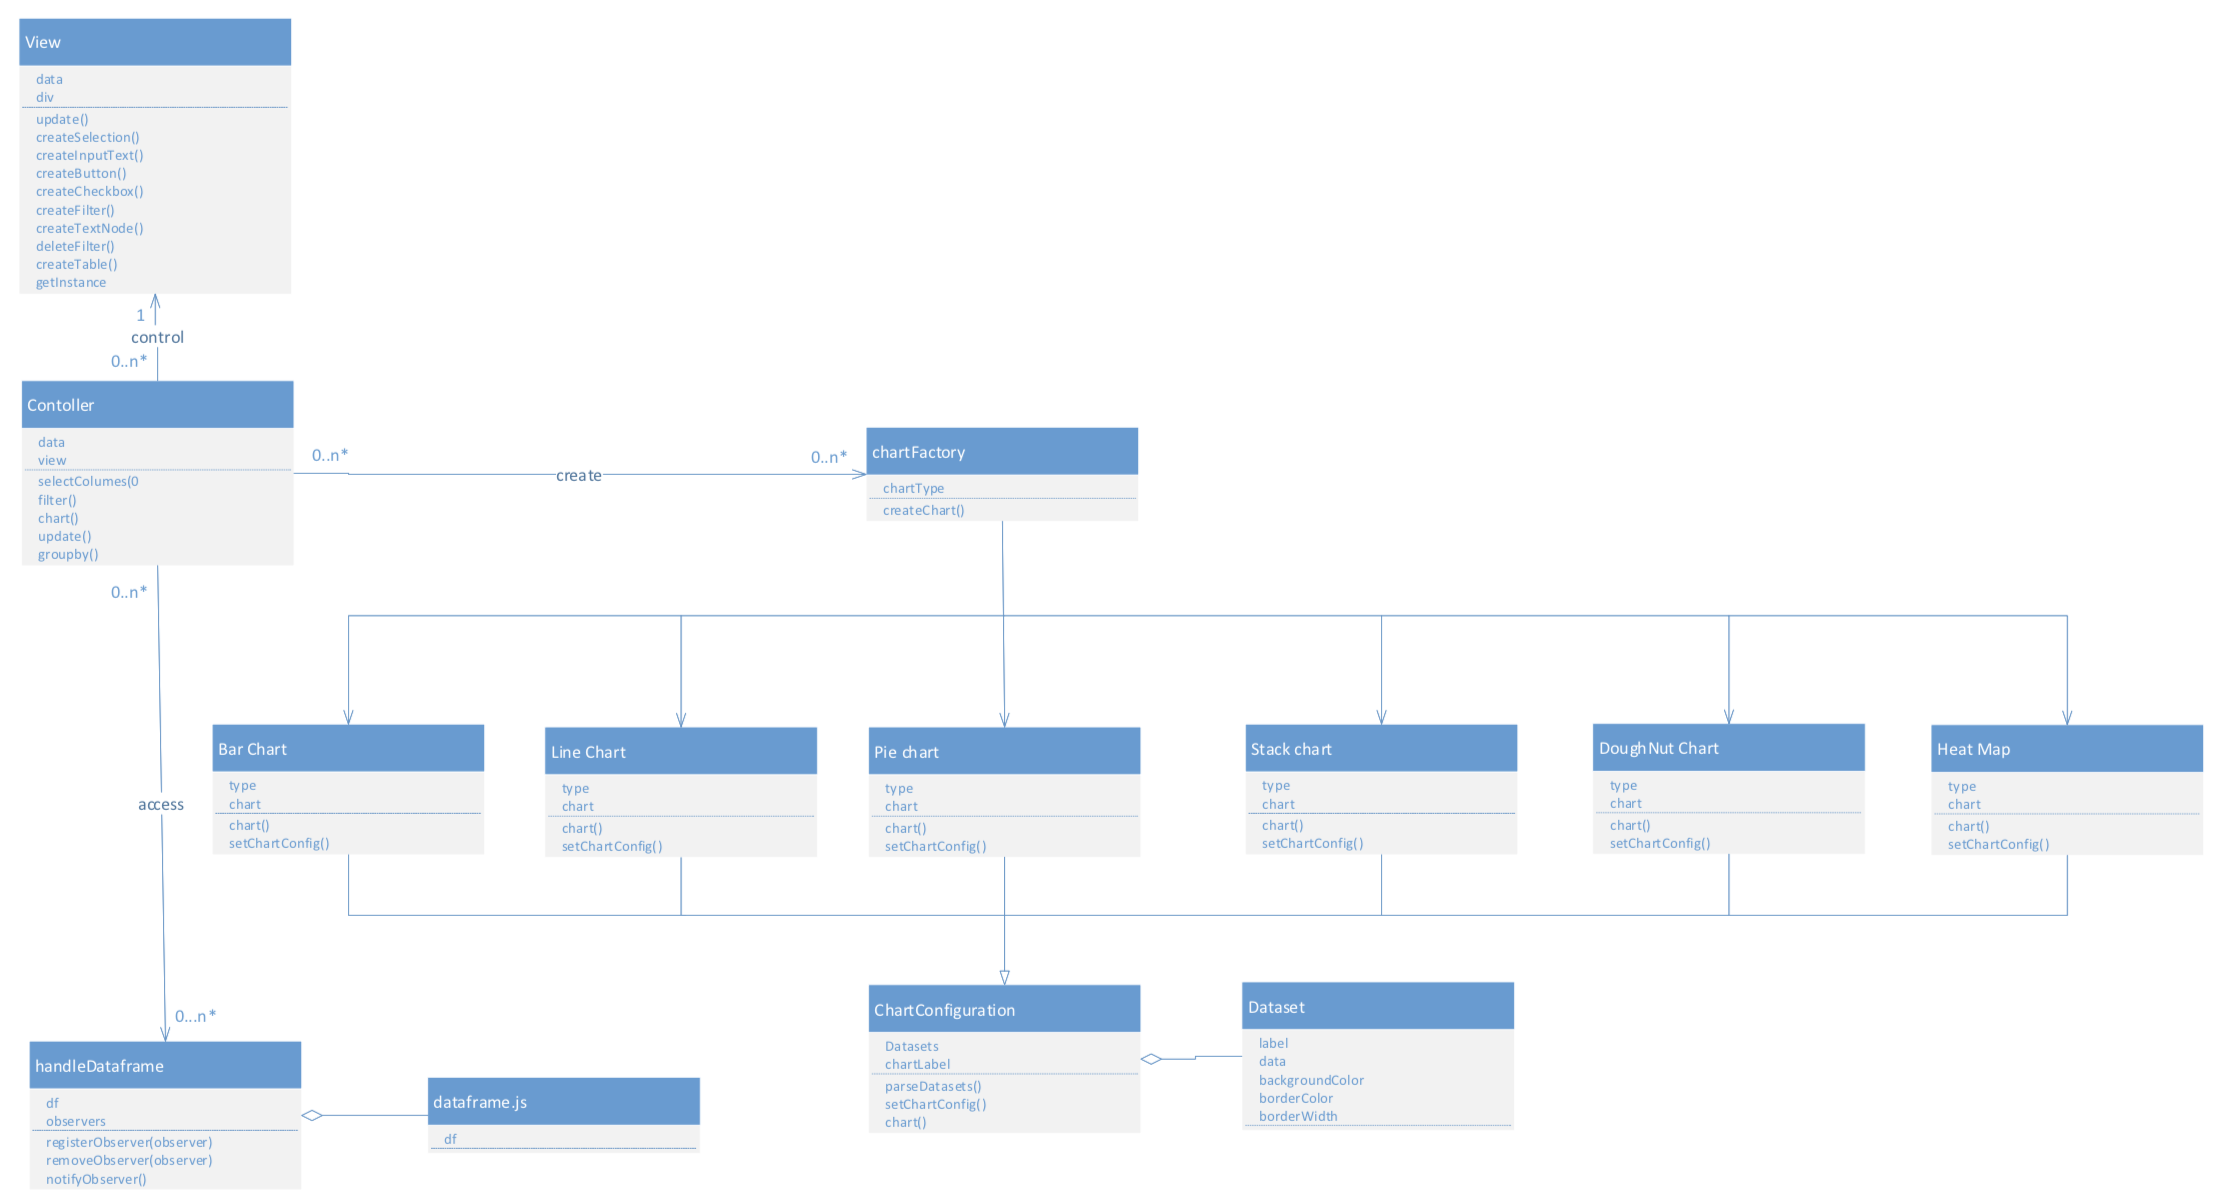 View
data
div
update()
createSelection()
createInputText()
createButton()
createCheckbox()
createFilter()
createTextNode()
deleteFilter()
createTable()
getInstance
1
control
0..n*
Contoller
data
view
selectColumes(0
filter()
chart()
update()
groupby()
0..n*
create
0..n*
chartFactory
chartType
createChart()
0..n*
access
0...n*
Bar Chart
type
chart
chart()
setChartConfig()
Line Chart
type
chart
chart()
setChartConfig()
Pie chart
type
chart
chart()
setChartConfig()
Stack chart
type
chart
chart()
setChartConfig()
DoughNut Chart
type
chart
chart()
setChartConfig()
Heat Map
type
chart
chart()
setChartConfig()
handleDataframe
df
observers
registerObserver(observer)
removeObserver(observer)
notifyObserver()
dataframe.js
df
ChartConfiguration
Datasets
chartLabel
parseDatasets()
setChartConfig()
chart()
Dataset
label
data
backgroundColor
borderColor
borderWidth